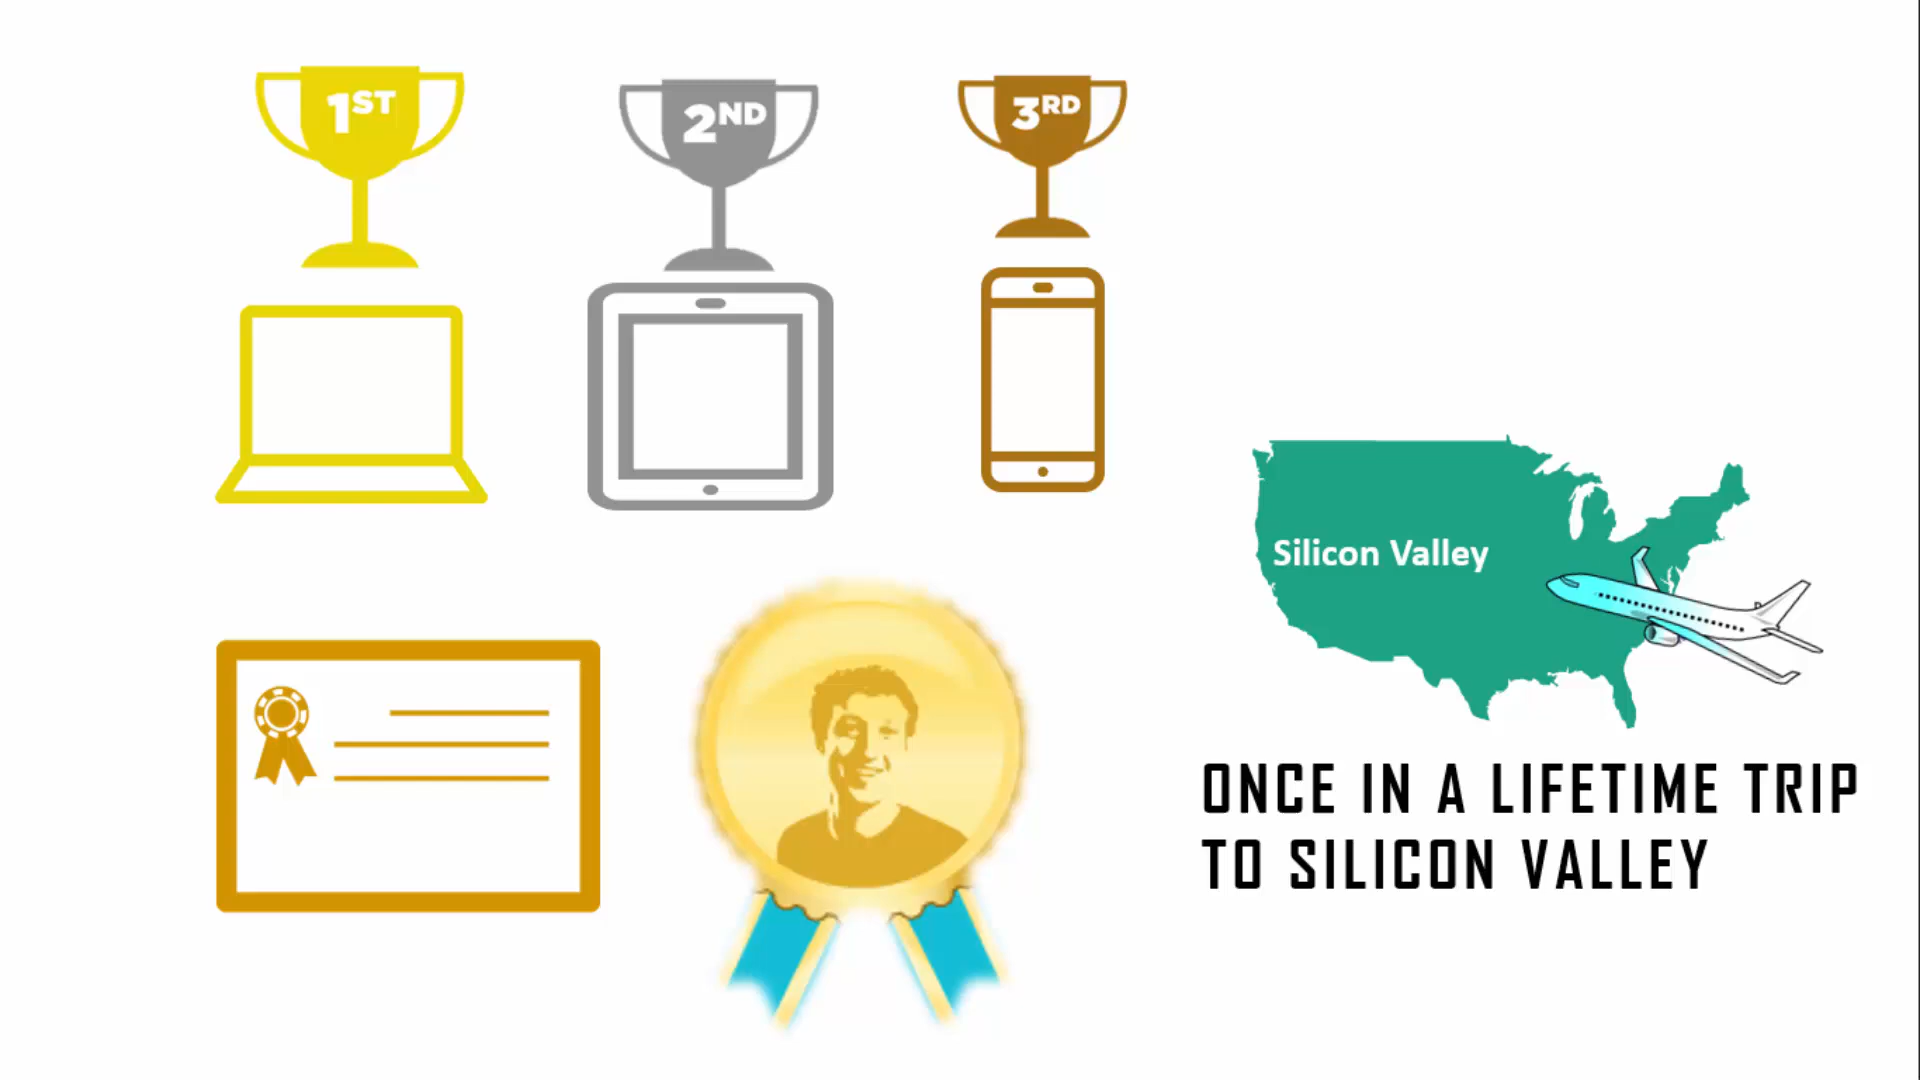 1ST
2ND
3RD
Silicon Valley
ONCE IN A LIFETIME TRIP
TO SILICON VALLEY